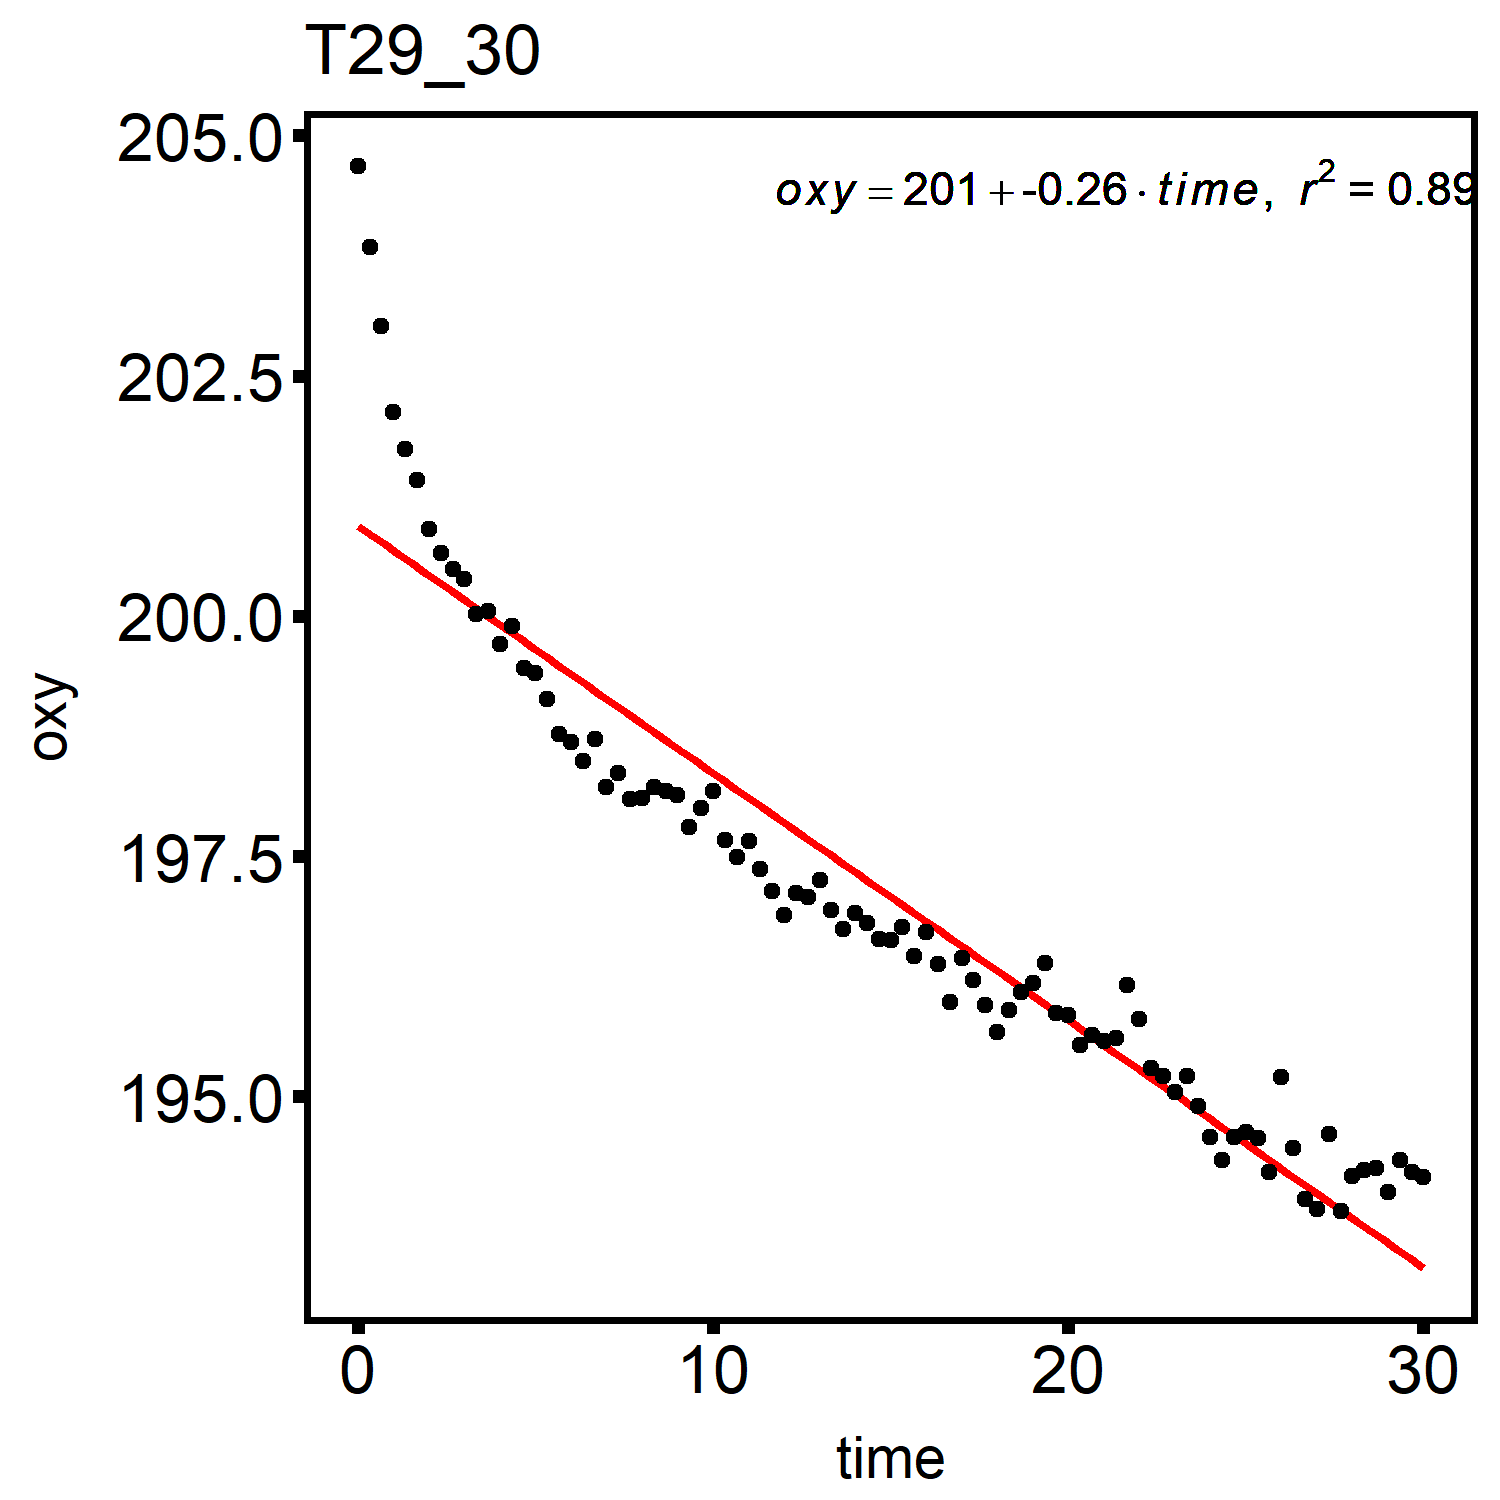 T29_30
oxy = 201 + -0.26 · time, r² = 0.89
205.0
202.5
200.0
197.5
195.0
oxy
0 10 20 30
time